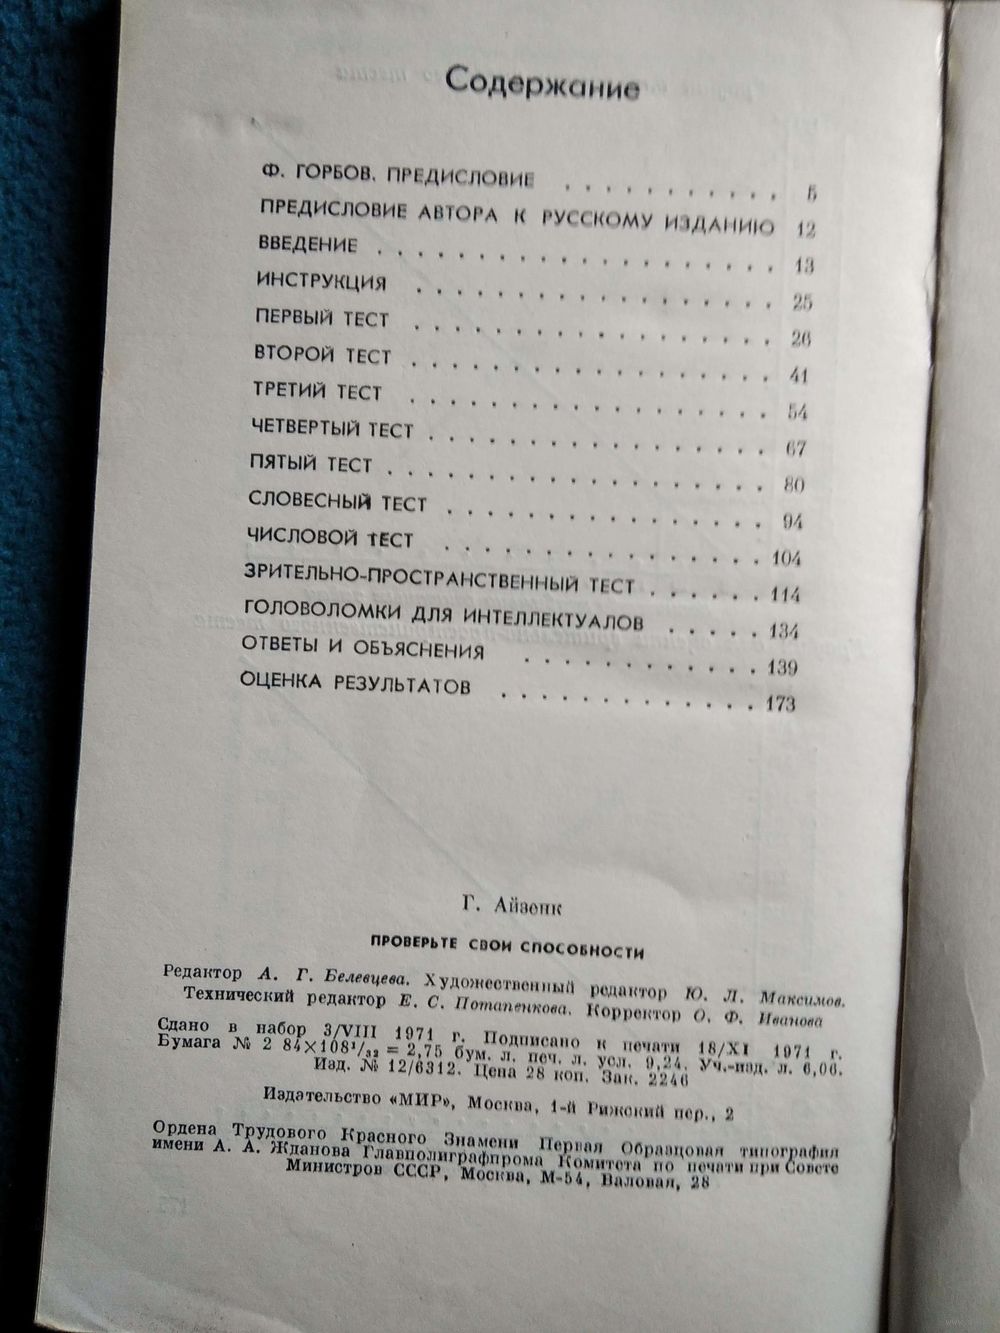 Содержание
Ф. ГОРБОВ. ПРЕДИСЛОВИЕ . . . . . . . . . . . 5
ПРЕДИСЛОВИЕ АВТОРА К РУССКОМУ ИЗДАНИЮ 12
ВВЕДЕНИЕ . . . . . . . . . . . . . . . . . . . . 13
ИНСТРУКЦИЯ . . . . . . . . . . . . . . . . . . 25
ПЕРВЫЙ ТЕСТ . . . . . . . . . . . . . . . . . . 26
ВТОРОЙ ТЕСТ . . . . . . . . . . . . . . . . . . 41
ТРЕТИЙ ТЕСТ . . . . . . . . . . . . . . . . . . 54
ЧЕТВЕРТЫЙ ТЕСТ . . . . . . . . . . . . . . . . . 67
ПЯТЫЙ ТЕСТ . . . . . . . . . . . . . . . . . . . 80
СЛОВЕСНЫЙ ТЕСТ . . . . . . . . . . . . . . . . 94
ЧИСЛОВОЙ ТЕСТ . . . . . . . . . . . . . . . . 104
ЗРИТЕЛЬНО-ПРОСТРАНСТВЕННЫЙ ТЕСТ . . . . . . 114
ГОЛОВОЛОМКИ ДЛЯ ИНТЕЛЛЕКТУАЛОВ . . . . . 134
ОТВЕТЫ И ОБЪЯСНЕНИЯ . . . . . . . . . . . . 139
ОЦЕНКА РЕЗУЛЬТАТОВ . . . . . . . . . . . . . 173
Г. Айзенк
ПРОВЕРЬТЕ СВОИ СПОСОБНОСТИ
Редактор А. Г. Белевцева. Художественный редактор Ю. Л. Максимов.
Технический редактор Е. С. Потапенкова. Корректор О. Ф. Иванова
Сдано в набор 3/VIII 1971 г. Подписано к печати 18/XI 1971 г.
Бумага № 2 84×108¹/₃₂ = 2,75 бум. л. печ. л. усл. 9,24. Уч.-изд. л. 6,06.
Изд. № 12/6312. Цена 28 коп. Зак. 2246
Издательство «МИР», Москва, 1-й Рижский пер., 2
Ордена Трудового Красного Знамени Первая Образцовая типография
имени А. А. Жданова Главполиграфпрома Комитета по печати при Совете
Министров СССР, Москва, М-54, Валовая, 28